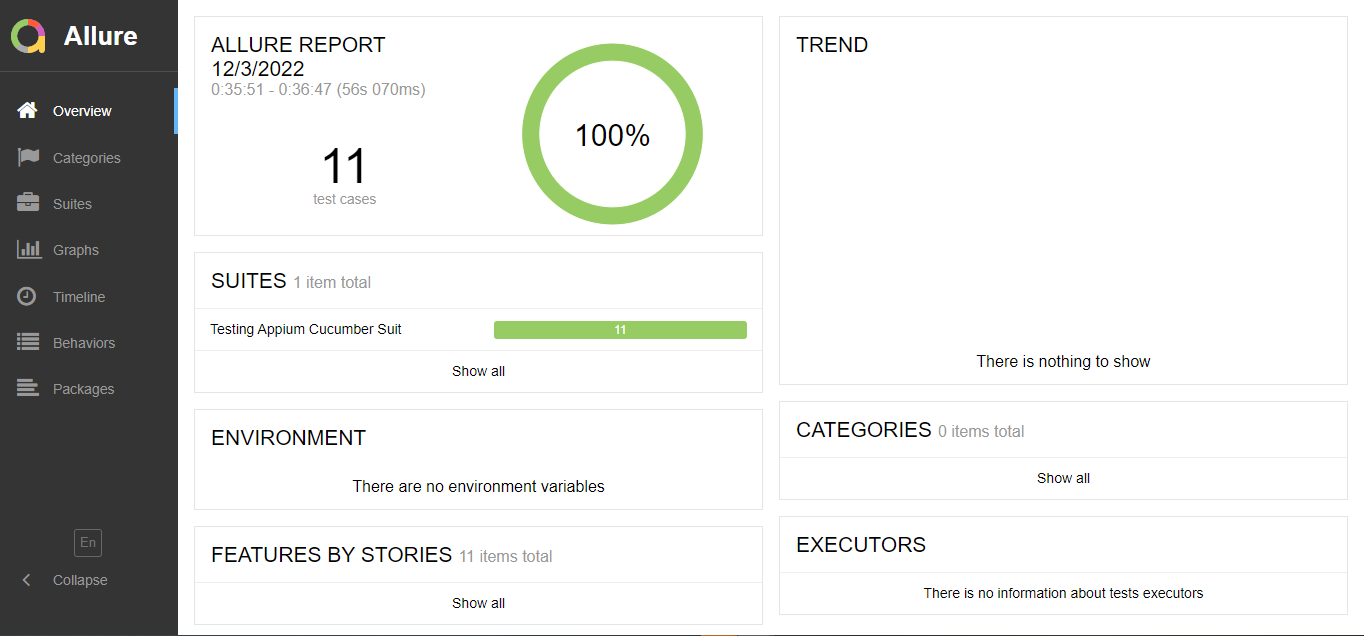 Allure
Overview
Categories
Suites
Graphs
Timeline
Behaviors
Packages
En
Collapse
ALLURE REPORT
12/3/2022
0:35:51 - 0:36:47 (56s 070ms)
11
test cases
100%
SUITES 1 item total
Testing Appium Cucumber Suit 11
Show all
ENVIRONMENT
There are no environment variables
FEATURES BY STORIES 11 items total
Show all
TREND
There is nothing to show
CATEGORIES 0 items total
Show all
EXECUTORS
There is no information about tests executors